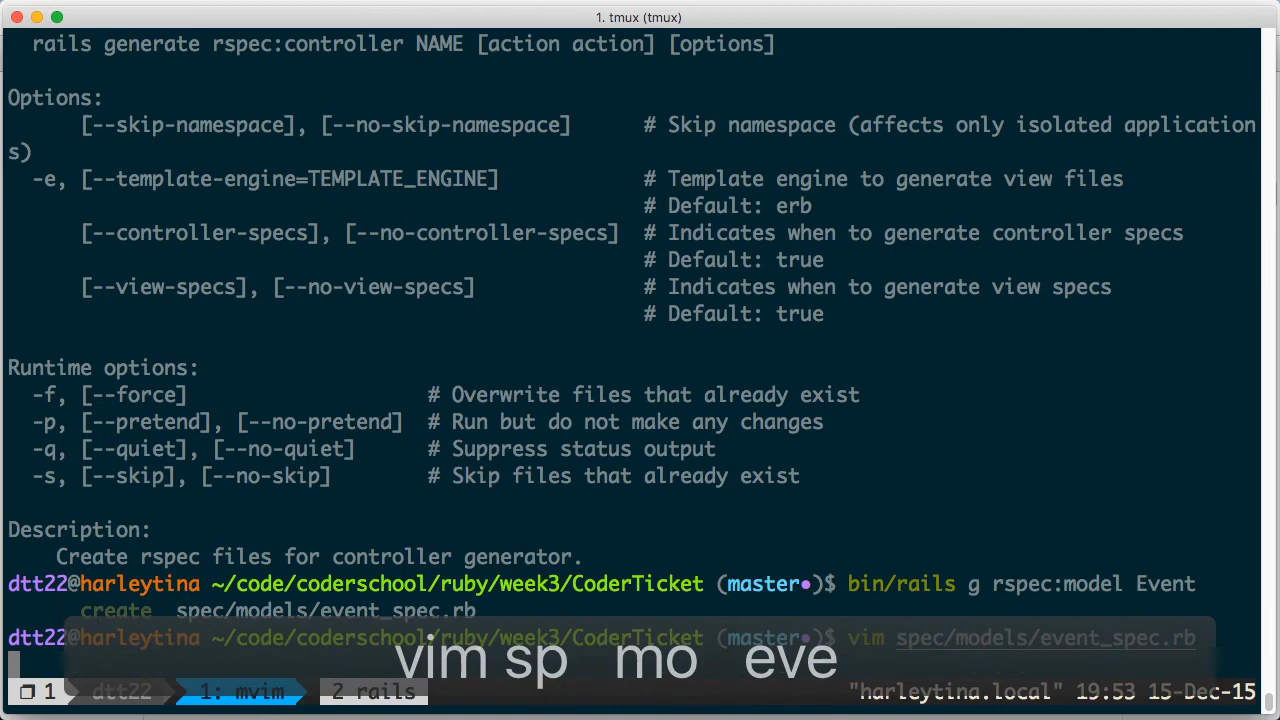 1. tmux (tmux)
rails generate rspec:controller NAME [action action] [options]
Options:
[--skip-namespace], [--no-skip-namespace] # Skip namespace (affects only isolated application
s)
-e, [--template-engine=TEMPLATE_ENGINE] # Template engine to generate view files
# Default: erb
[--controller-specs], [--no-controller-specs] # Indicates when to generate controller specs
# Default: true
[--view-specs], [--no-view-specs] # Indicates when to generate view specs
# Default: true
Runtime options:
-f, [--force] # Overwrite files that already exist
-p, [--pretend], [--no-pretend] # Run but do not make any changes
-q, [--quiet], [--no-quiet] # Suppress status output
-s, [--skip], [--no-skip] # Skip files that already exist
Description:
Create rspec files for controller generator.
dtt22@harleytina ~/code/coderschool/ruby/week3/CoderTicket (master•)$ bin/rails g rspec:model Event
create spec/models/event_spec.rb
dtt22@harleytina ~/code/coderschool/ruby/week3/CoderTicket (master•)$ vim spec/models/event_spec.rb
vim sp mo eve
1 dtt22 1: mvim 2 rails "harleytina.local" 19:53 15-Dec-15